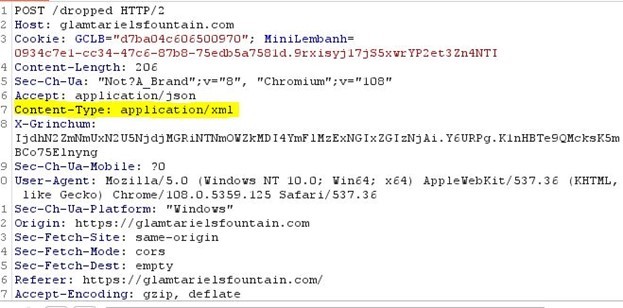 1 POST /dropped HTTP/2
2 Host: glamtarielsfountain.com
3 Cookie: GCLB="d7ba04c606500970"; MiniLembanh=
0934c7e1-cc34-47c6-87b8-75edb5a7581d.9rxisyj17jS5xwrYP2et3Zn4NTI
4 Content-Length: 206
5 Sec-Ch-Ua: "Not?A_Brand";v="8", "Chromium";v="108"
6 Accept: application/json
7 Content-Type: application/xml
8 X-Grinchum:
IjdhN2ZmNmUxN2U5NjdjMGRiNTNmOWZkMDI4YmFlMzExNGIxZGIzNjAi.Y6URPg.K1nHBTe9QMcksK5m
BCo75Elnyng
9 Sec-Ch-Ua-Mobile: ?0
0 User-Agent: Mozilla/5.0 (Windows NT 10.0; Win64; x64) AppleWebKit/537.36 (KHTML,
like Gecko) Chrome/108.0.5359.125 Safari/537.36
1 Sec-Ch-Ua-Platform: "Windows"
2 Origin: https://glamtarielsfountain.com
3 Sec-Fetch-Site: same-origin
4 Sec-Fetch-Mode: cors
5 Sec-Fetch-Dest: empty
6 Referer: https://glamtarielsfountain.com/
7 Accept-Encoding: gzip, deflate